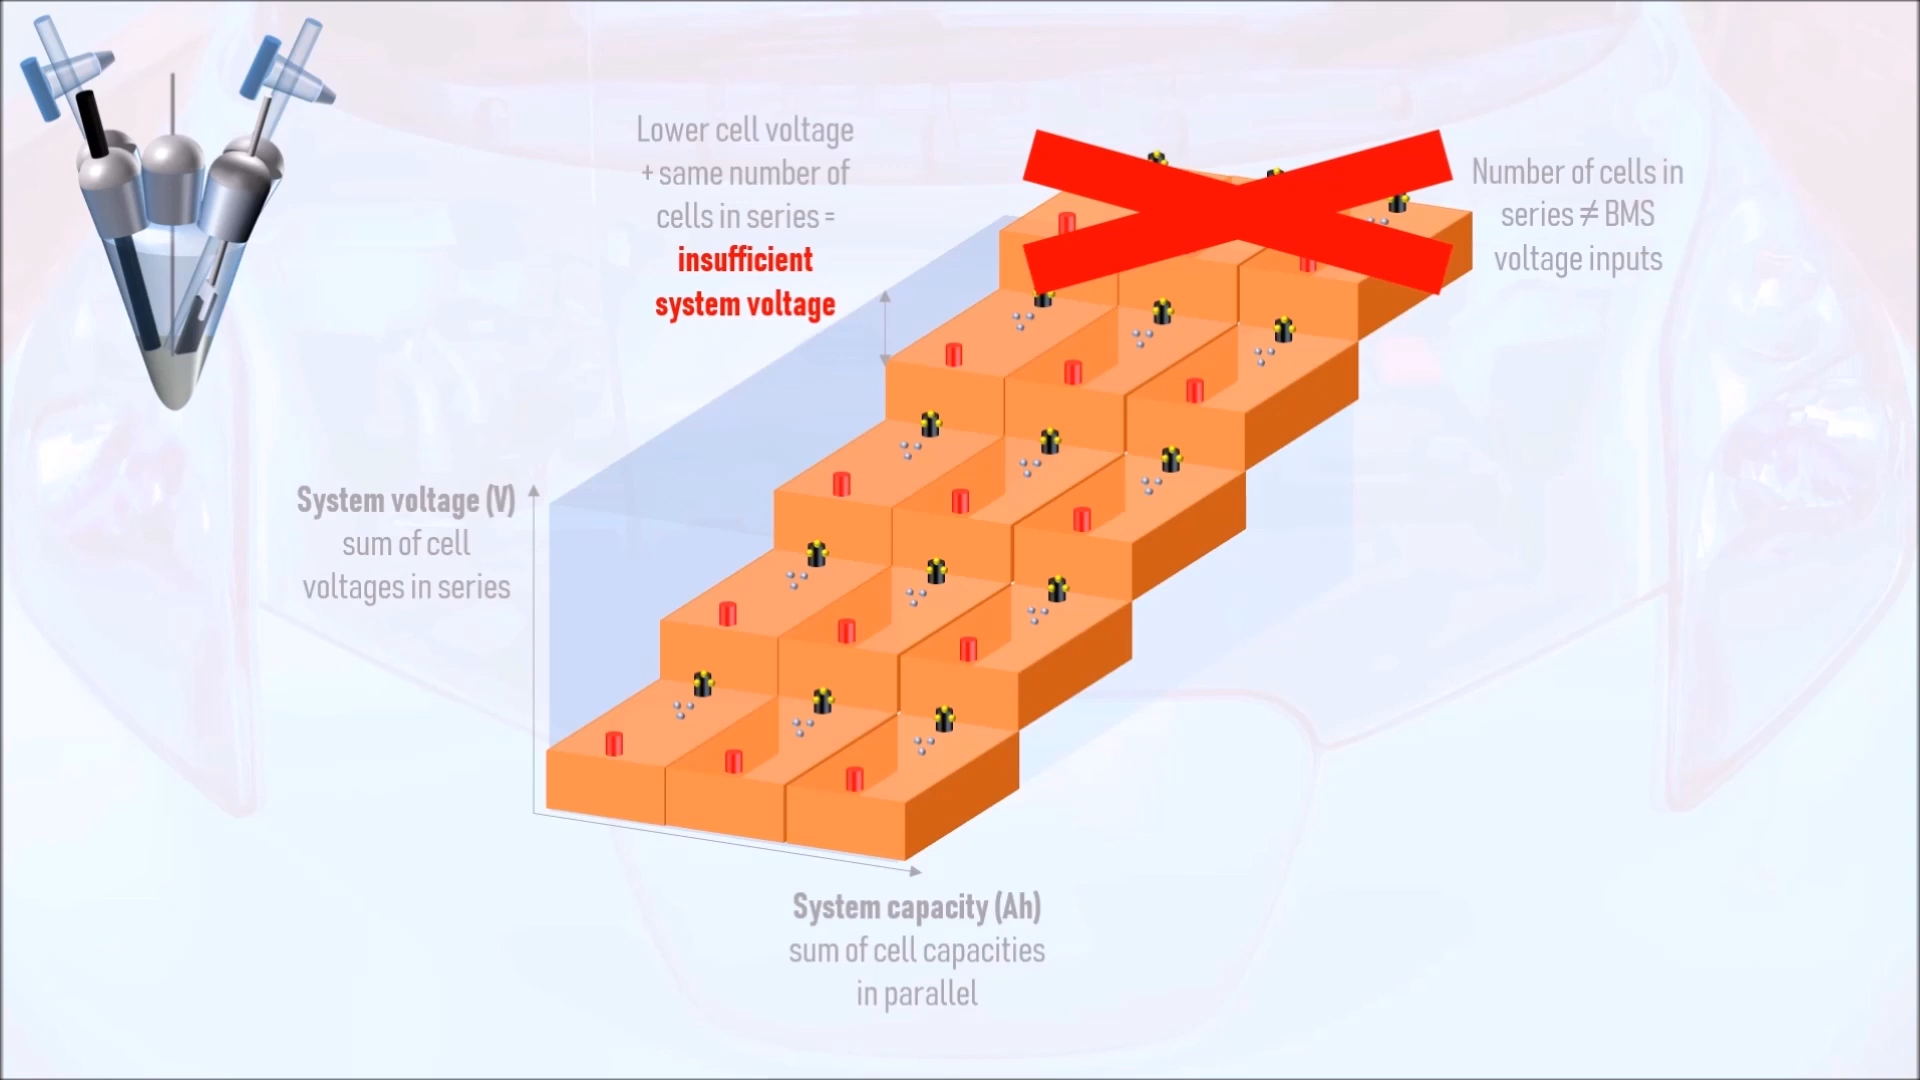 Lower cell voltage
+ same number of
cells in series =
insufficient
system voltage
Number of cells in
series ≠ BMS
voltage inputs
System voltage (V)
sum of cell
voltages in series
System capacity (Ah)
sum of cell capacities
in parallel